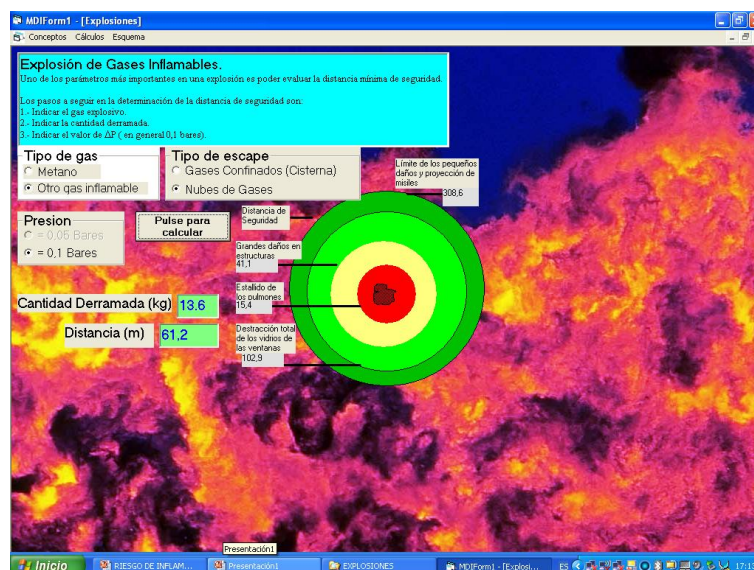 MDIForm1 - [Explosiones]
Conceptos Cálculos Esquema
Explosión de Gases Inflamables.
Uno de los parámetros más importantes en una explosión es poder evaluar la distancia mínima de seguridad.
Los pasos a seguir en la determinación de la distancia de seguridad son:
1.- Indicar el gas explosivo.
2.- Indicar la cantidad derramada.
3.- Indicar el valor de ΔP ( en general 0,1 bares).
Tipo de gas
Metano
Otro gas inflamable
Tipo de escape
Gases Confinados (Cisterna)
Nubes de Gases
Límite de los pequeños
daños y proyección de
misiles
308,6
Presion
= 0,05 Bares
= 0,1 Bares
Pulse para
calcular
Distancia de
Seguridad
Grandes daños en
estructuras
41,1
Estallido de
los pulmones
15,4
Cantidad Derramada (kg) 13.6
Distancia (m) 61,2
Destracción total
de los vidrios de
las ventanas
102,9
Presentación1
Inicio
RIESGO DE INFLAM...
Presentación1
EXPLOSIONES
MDIForm1 - [Explosi...
ES